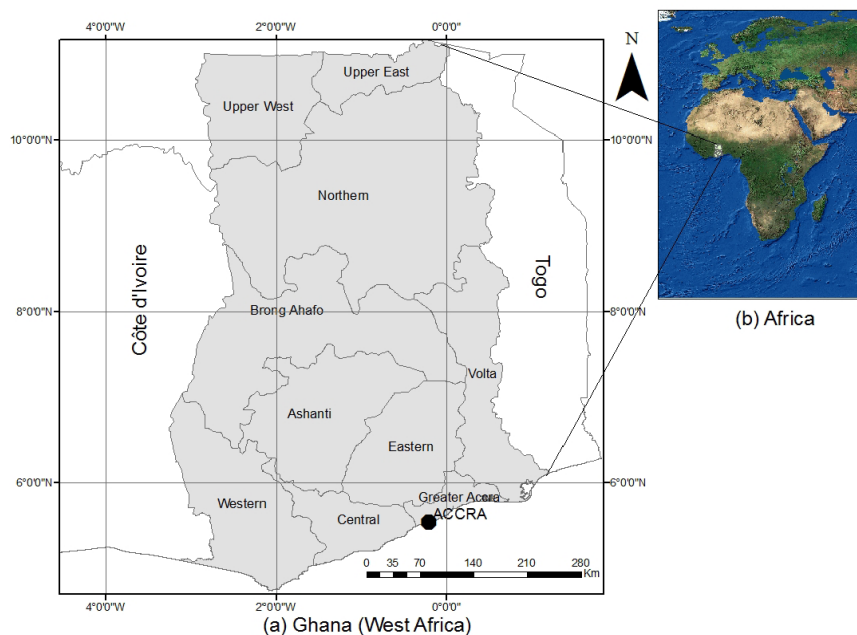 4°0'0"W 2°0'0"W 0°0'0"
N
Upper East
Upper West
10°0'0"N 10°0'0"N
Northern
Côte d'Ivoire
Togo
8°0'0"N 8°0'0"N
Brong Ahafo
(b) Africa
Volta
Ashanti
Eastern
6°0'0"N 6°0'0"N
Greater Accra
Western
Central
ACCRA
0 35 70 140 210 280
Km
4°0'0"W 2°0'0"W 0°0'0"
(a) Ghana (West Africa)